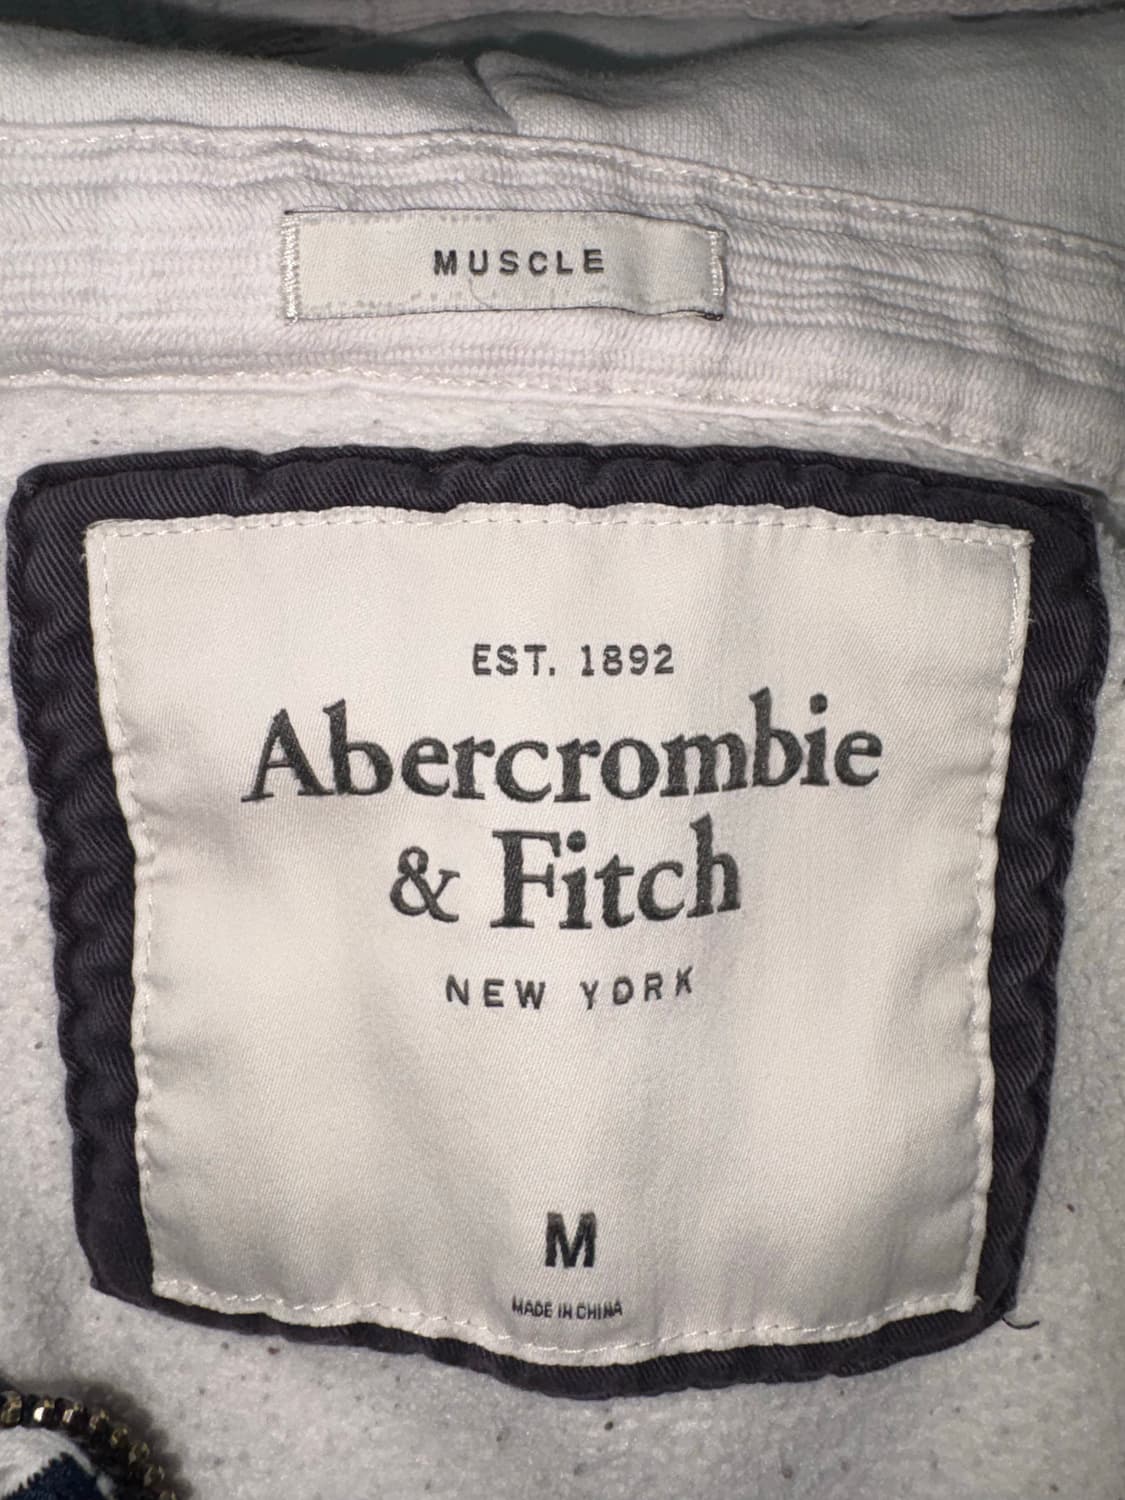 MUSCLE
EST. 1892
Abercrombie
& Fitch
NEW YORK
M
MADE IN CHINA